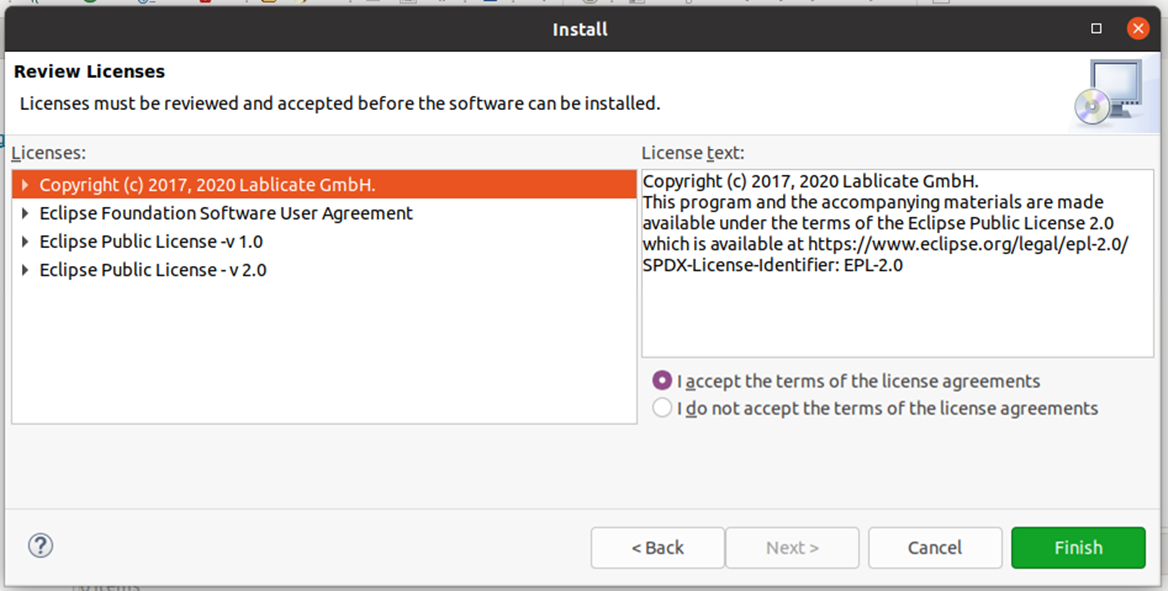 Install
Review Licenses
Licenses must be reviewed and accepted before the software can be installed.
Licenses:
Copyright (c) 2017, 2020 Lablicate GmbH.
Eclipse Foundation Software User Agreement
Eclipse Public License -v 1.0
Eclipse Public License - v 2.0
License text:
Copyright (c) 2017, 2020 Lablicate GmbH.
This program and the accompanying materials are made
available under the terms of the Eclipse Public License 2.0
which is available at https://www.eclipse.org/legal/epl-2.0/
SPDX-License-Identifier: EPL-2.0
I accept the terms of the license agreements
I do not accept the terms of the license agreements
?
< Back
Next >
Cancel
Finish